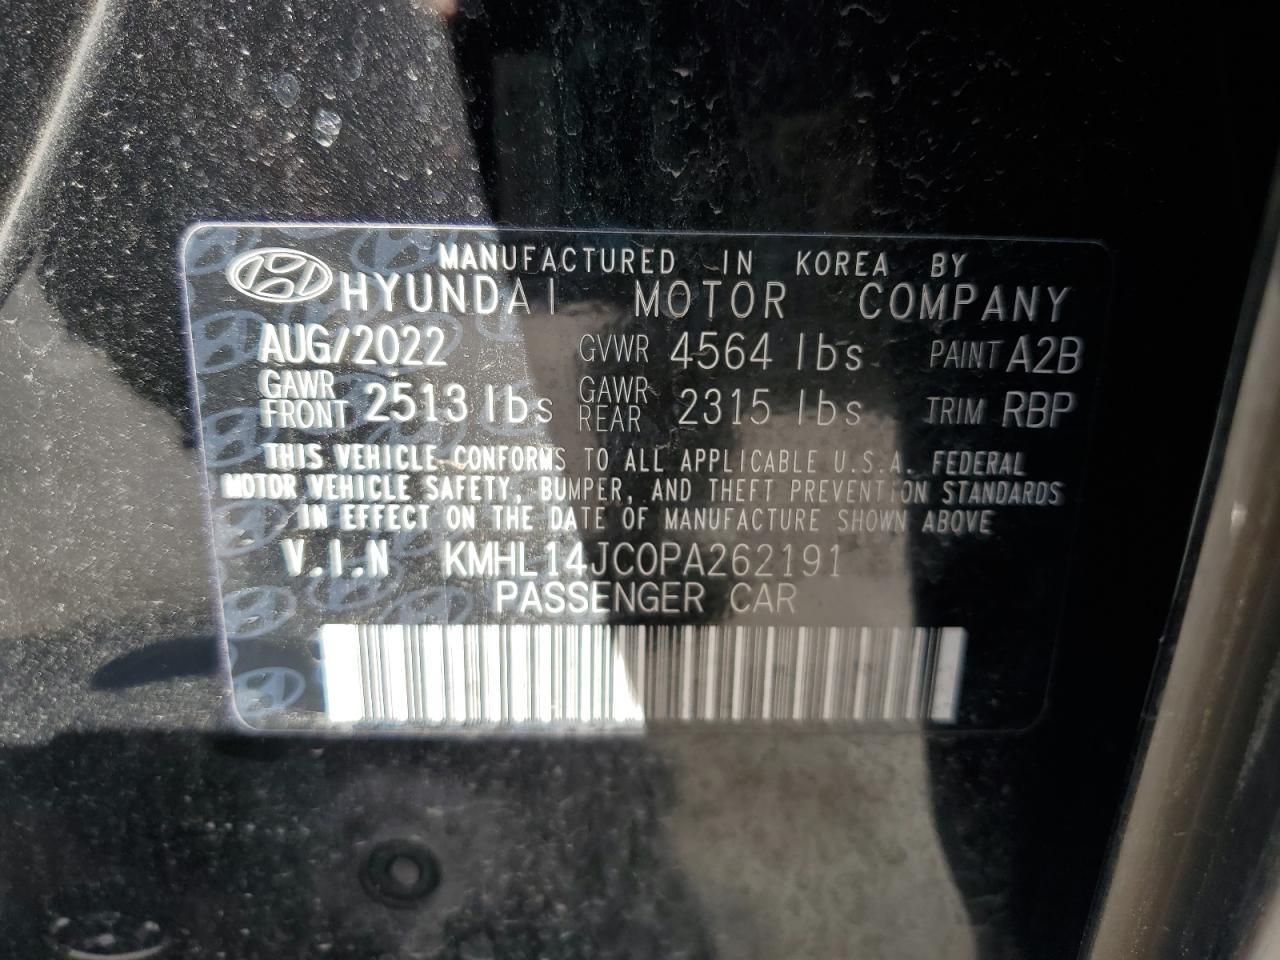 MANUFACTURED IN KOREA BY
HYUNDAI MOTOR COMPANY
AUG/2022 GVWR 4564 lbs PAINT A2B
GAWR FRONT 2513 lbs GAWR REAR 2315 lbs TRIM RBP
THIS VEHICLE CONFORMS TO ALL APPLICABLE U.S.A. FEDERAL
MOTOR VEHICLE SAFETY, BUMPER, AND THEFT PREVENTION STANDARDS
IN EFFECT ON THE DATE OF MANUFACTURE SHOWN ABOVE
V.I.N KMHL14JC0PA262191
PASSENGER CAR